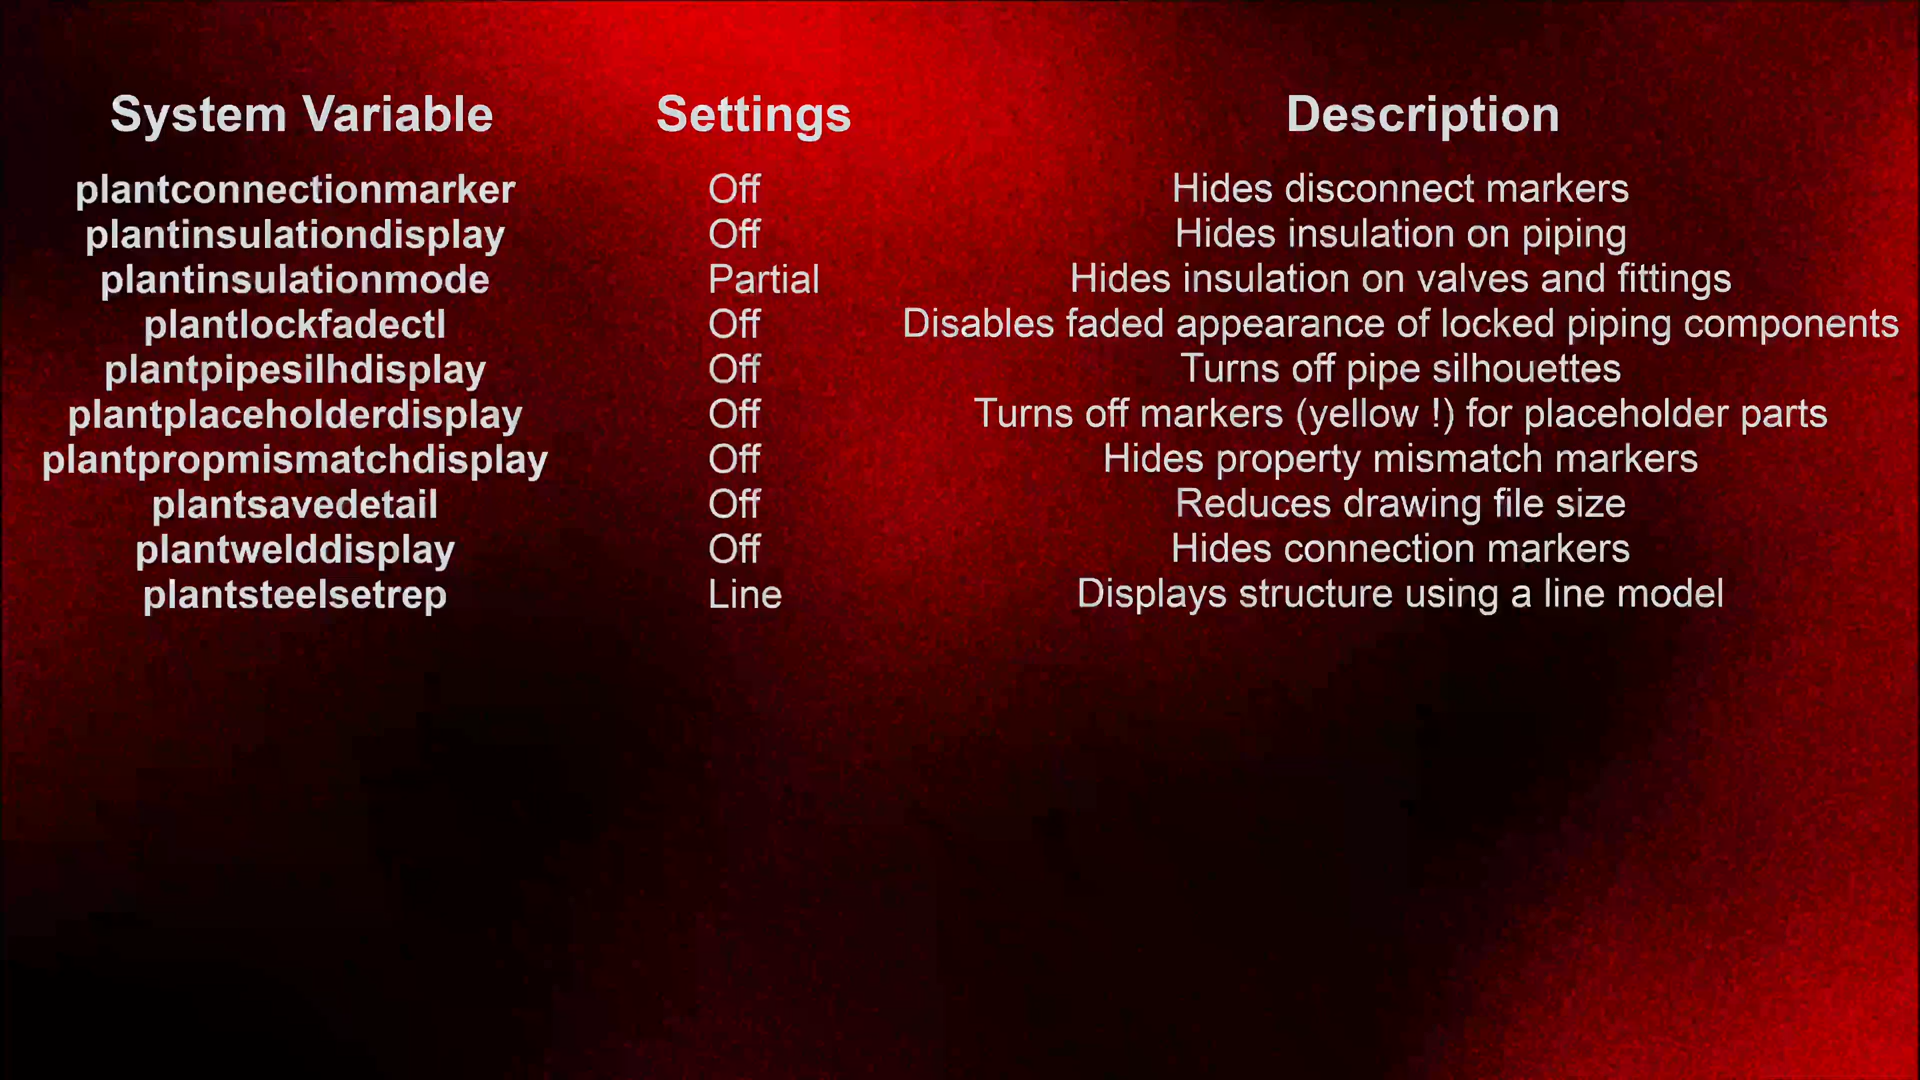 System Variable Settings Description
plantconnectionmarker Off Hides disconnect markers
plantinsulationdisplay Off Hides insulation on piping
plantinsulationmode Partial Hides insulation on valves and fittings
plantlockfadectl Off Disables faded appearance of locked piping components
plantpipesilhdisplay Off Turns off pipe silhouettes
plantplaceholderdisplay Off Turns off markers (yellow !) for placeholder parts
plantpropmismatchdisplay Off Hides property mismatch markers
plantsavedetail Off Reduces drawing file size
plantwelddisplay Off Hides connection markers
plantsteelsetrep Line Displays structure using a line model